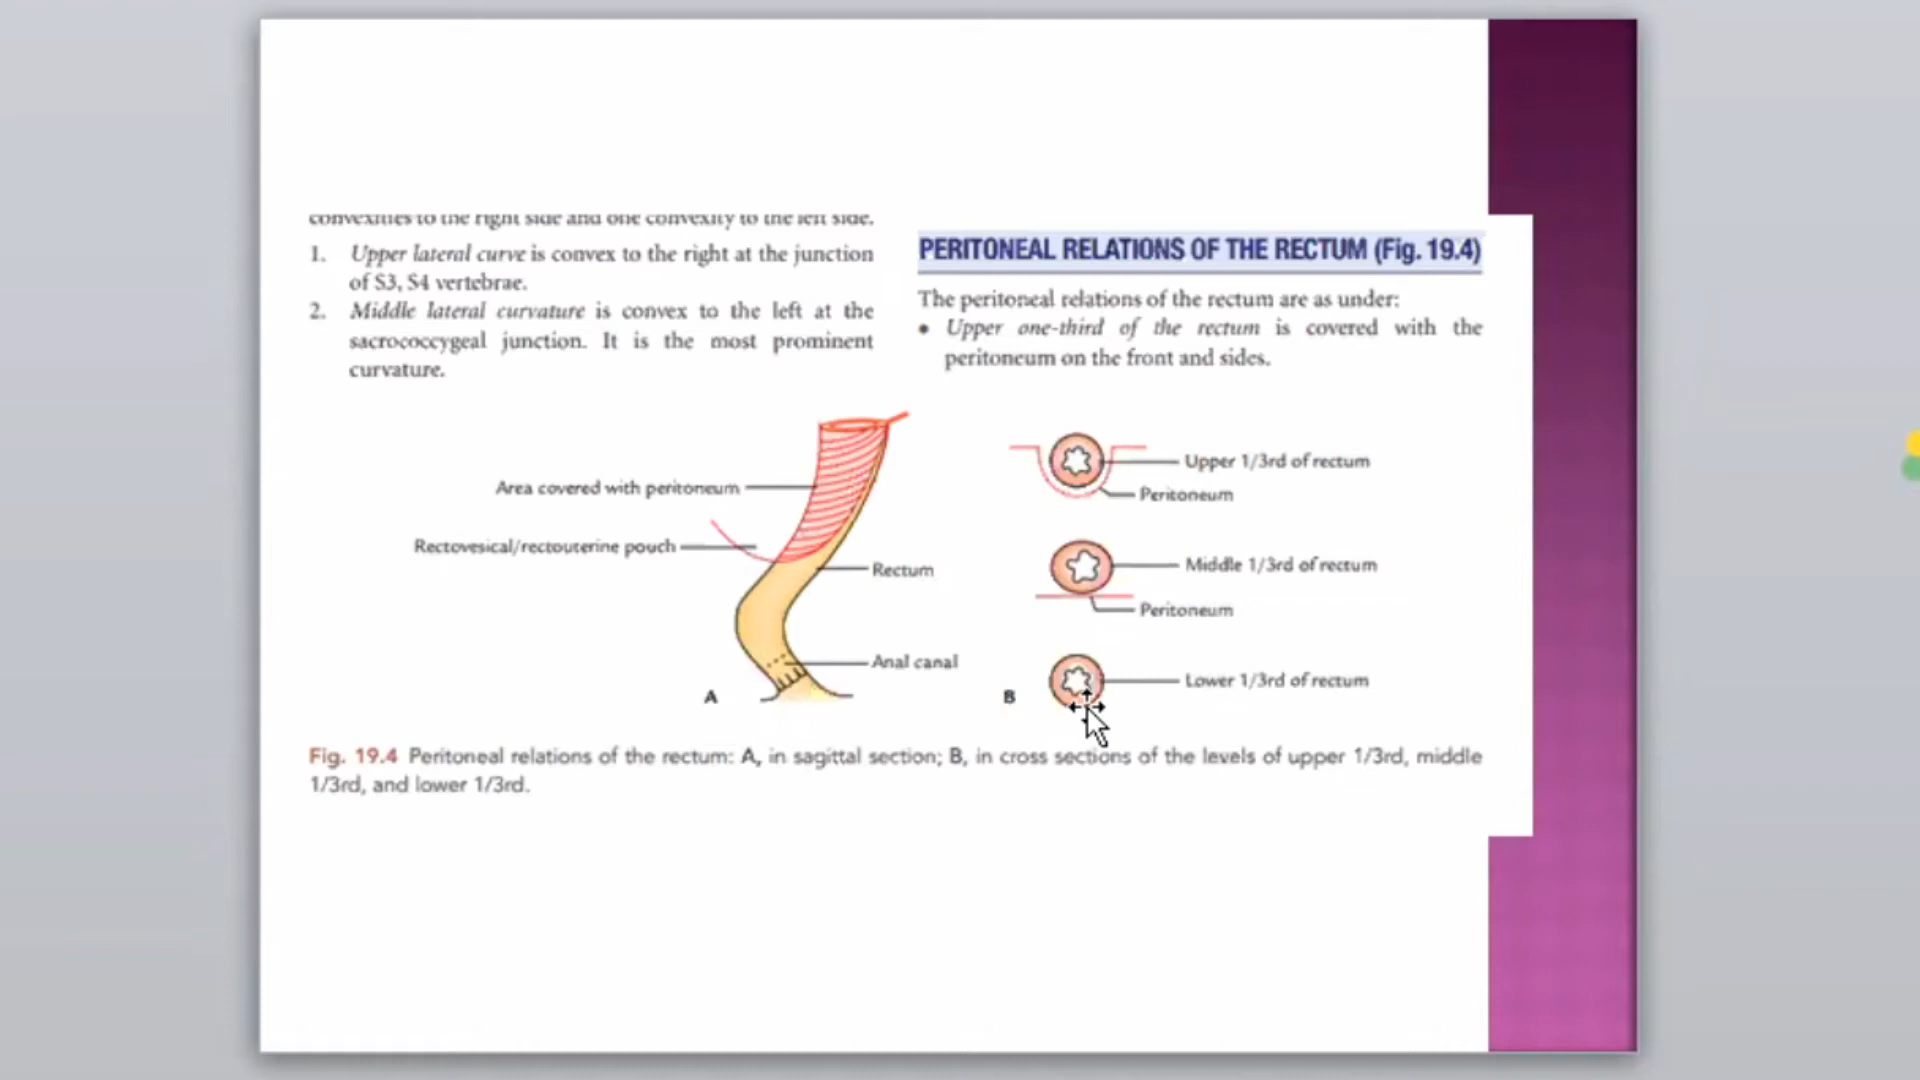 convexities to the right side and one convexity to the left side.
1. Upper lateral curve is convex to the right at the junction
of S3, S4 vertebrae.
2. Middle lateral curvature is convex to the left at the
sacrococcygeal junction. It is the most prominent
curvature.
PERITONEAL RELATIONS OF THE RECTUM (Fig. 19.4)
The peritoneal relations of the rectum are as under:
• Upper one-third of the rectum is covered with the
peritoneum on the front and sides.
Area covered with peritoneum
Rectovesical/rectouterine pouch
Rectum
Anal canal
A
Upper 1/3rd of rectum
Peritoneum
Middle 1/3rd of rectum
Peritoneum
Lower 1/3rd of rectum
B
Fig. 19.4 Peritoneal relations of the rectum: A, in sagittal section; B, in cross sections of the levels of upper 1/3rd, middle
1/3rd, and lower 1/3rd.